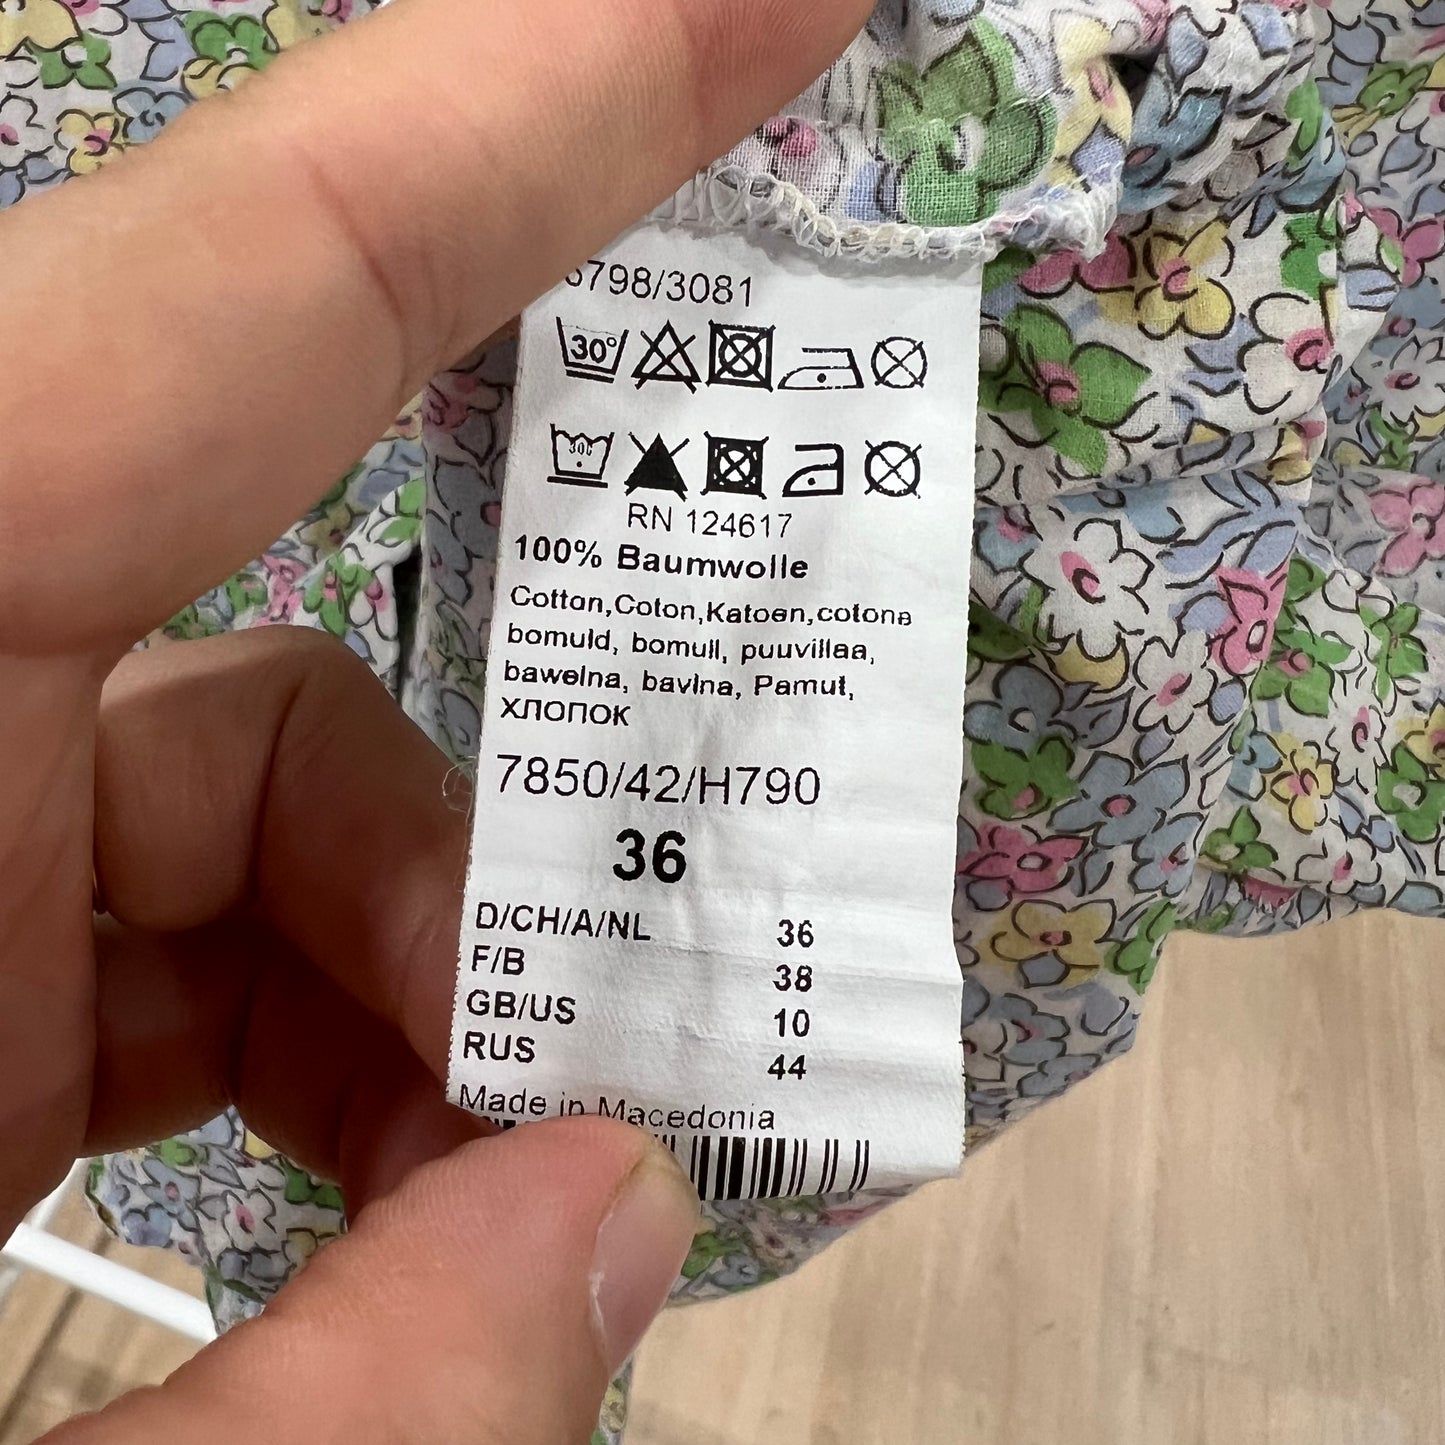 6798/3081
30°
30C
RN 124617
100% Baumwolle
Cotton,Coton,Katoen,cotone
bomuld, bomull, puuvillaa,
bawelna, bavlna, Pamut,
хлопок
7850/42/H790
36
D/CH/A/NL 36
F/B 38
GB/US 10
RUS 44
Made in Macedonia